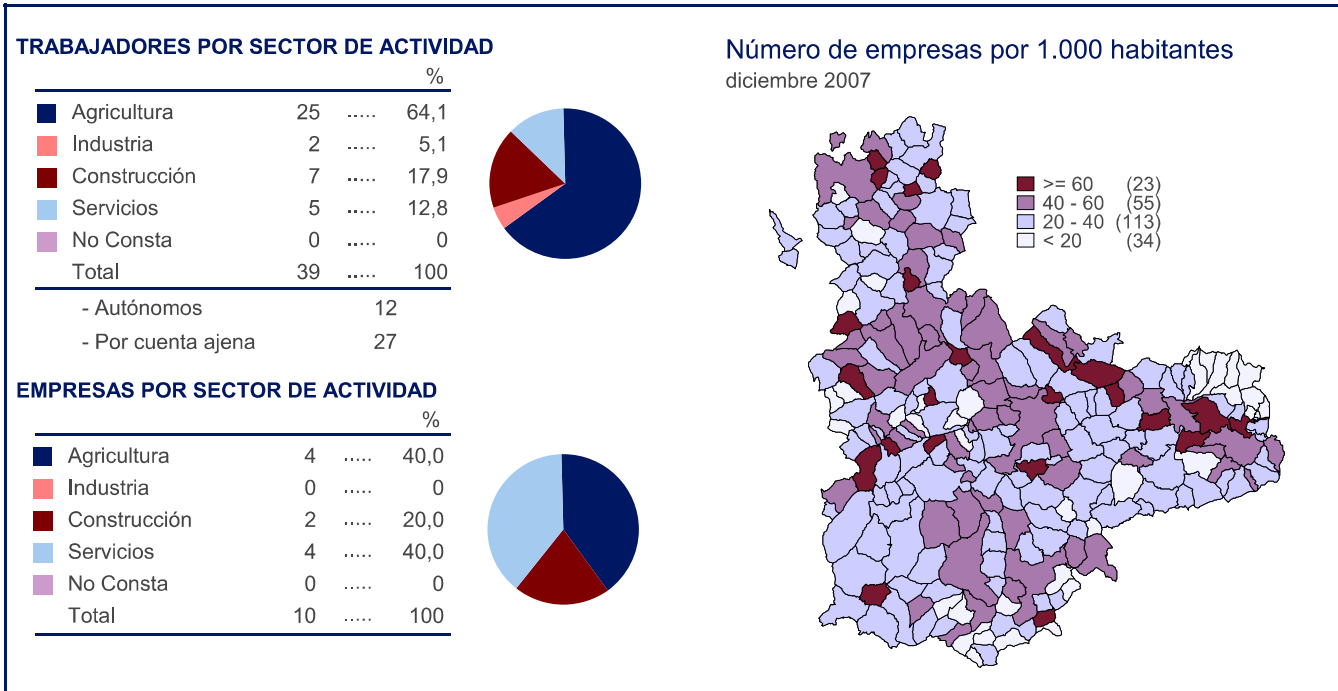 TRABAJADORES POR SECTOR DE ACTIVIDAD
%
Agricultura 25 ..... 64,1
Industria 2 ..... 5,1
Construcción 7 ..... 17,9
Servicios 5 ..... 12,8
No Consta 0 ..... 0
Total 39 ..... 100
- Autónomos 12
- Por cuenta ajena 27
EMPRESAS POR SECTOR DE ACTIVIDAD
%
Agricultura 4 ..... 40,0
Industria 0 ..... 0
Construcción 2 ..... 20,0
Servicios 4 ..... 40,0
No Consta 0 ..... 0
Total 10 ..... 100
Número de empresas por 1.000 habitantes
diciembre 2007
>= 60 (23)
40 - 60 (55)
20 - 40 (113)
< 20 (34)